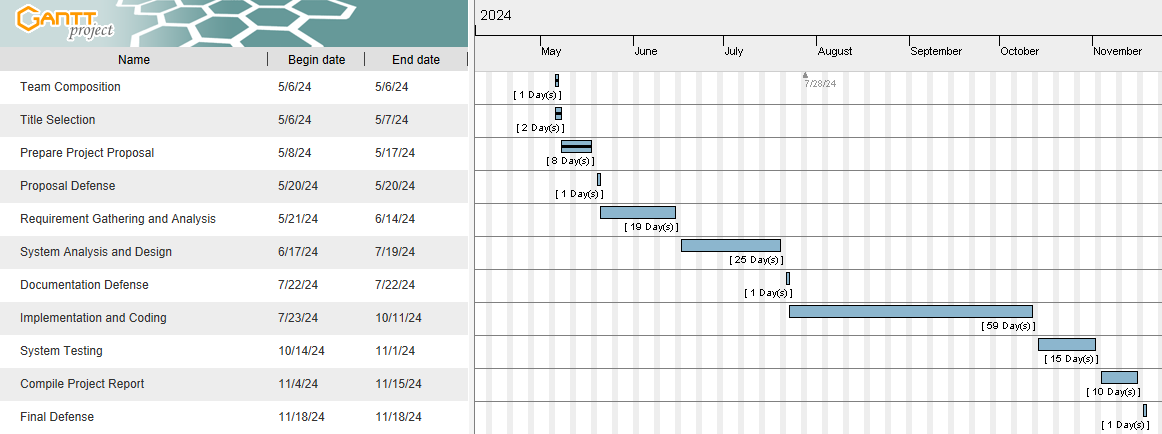 GANTT
project
2024
Name Begin date End date
May June July August September October November
7/28/24
Team Composition 5/6/24 5/6/24
[ 1 Day(s) ]
Title Selection 5/6/24 5/7/24
[ 2 Day(s) ]
Prepare Project Proposal 5/8/24 5/17/24
[ 8 Day(s) ]
Proposal Defense 5/20/24 5/20/24
[ 1 Day(s) ]
Requirement Gathering and Analysis 5/21/24 6/14/24
[ 19 Day(s) ]
System Analysis and Design 6/17/24 7/19/24
[ 25 Day(s) ]
Documentation Defense 7/22/24 7/22/24
[ 1 Day(s) ]
Implementation and Coding 7/23/24 10/11/24
[ 59 Day(s) ]
System Testing 10/14/24 11/1/24
[ 15 Day(s) ]
Compile Project Report 11/4/24 11/15/24
[ 10 Day(s) ]
Final Defense 11/18/24 11/18/24
[ 1 Day(s) ]